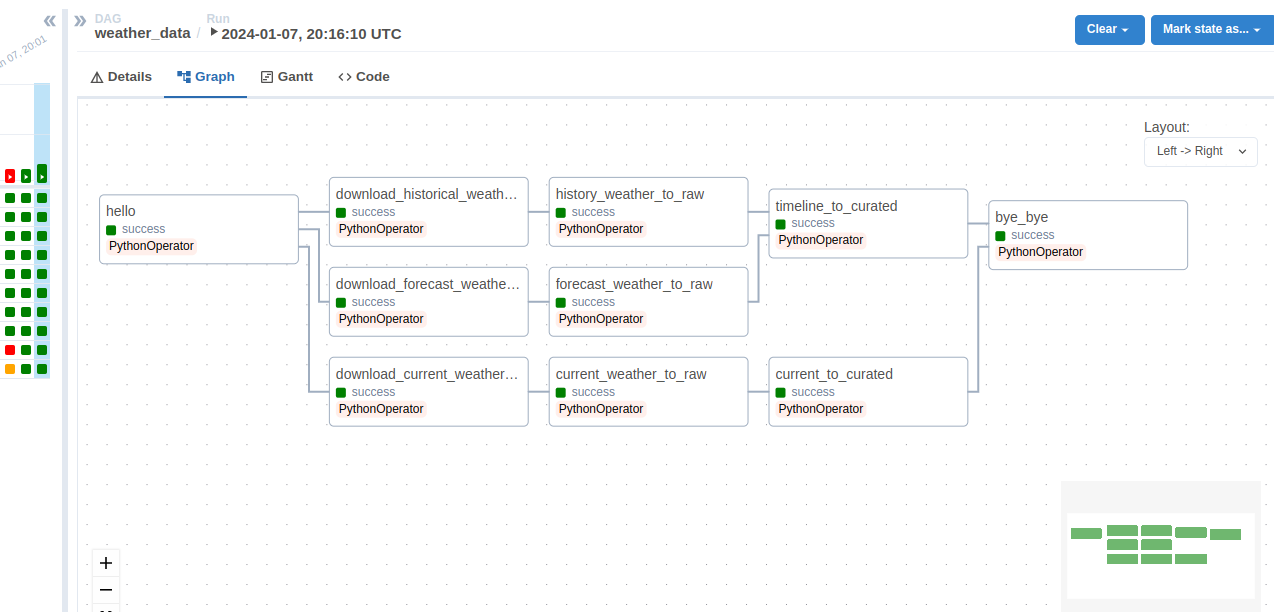 DAG
Run
weather_data / 2024-01-07, 20:16:10 UTC
Clear
Mark state as...
07, 20:01
Details
Graph
Gantt
Code
Layout:
Left -> Right
hello
success
PythonOperator
download_historical_weath...
success
PythonOperator
history_weather_to_raw
success
PythonOperator
timeline_to_curated
success
PythonOperator
bye_bye
success
PythonOperator
download_forecast_weathe...
success
PythonOperator
forecast_weather_to_raw
success
PythonOperator
download_current_weather...
success
PythonOperator
current_weather_to_raw
success
PythonOperator
current_to_curated
success
PythonOperator